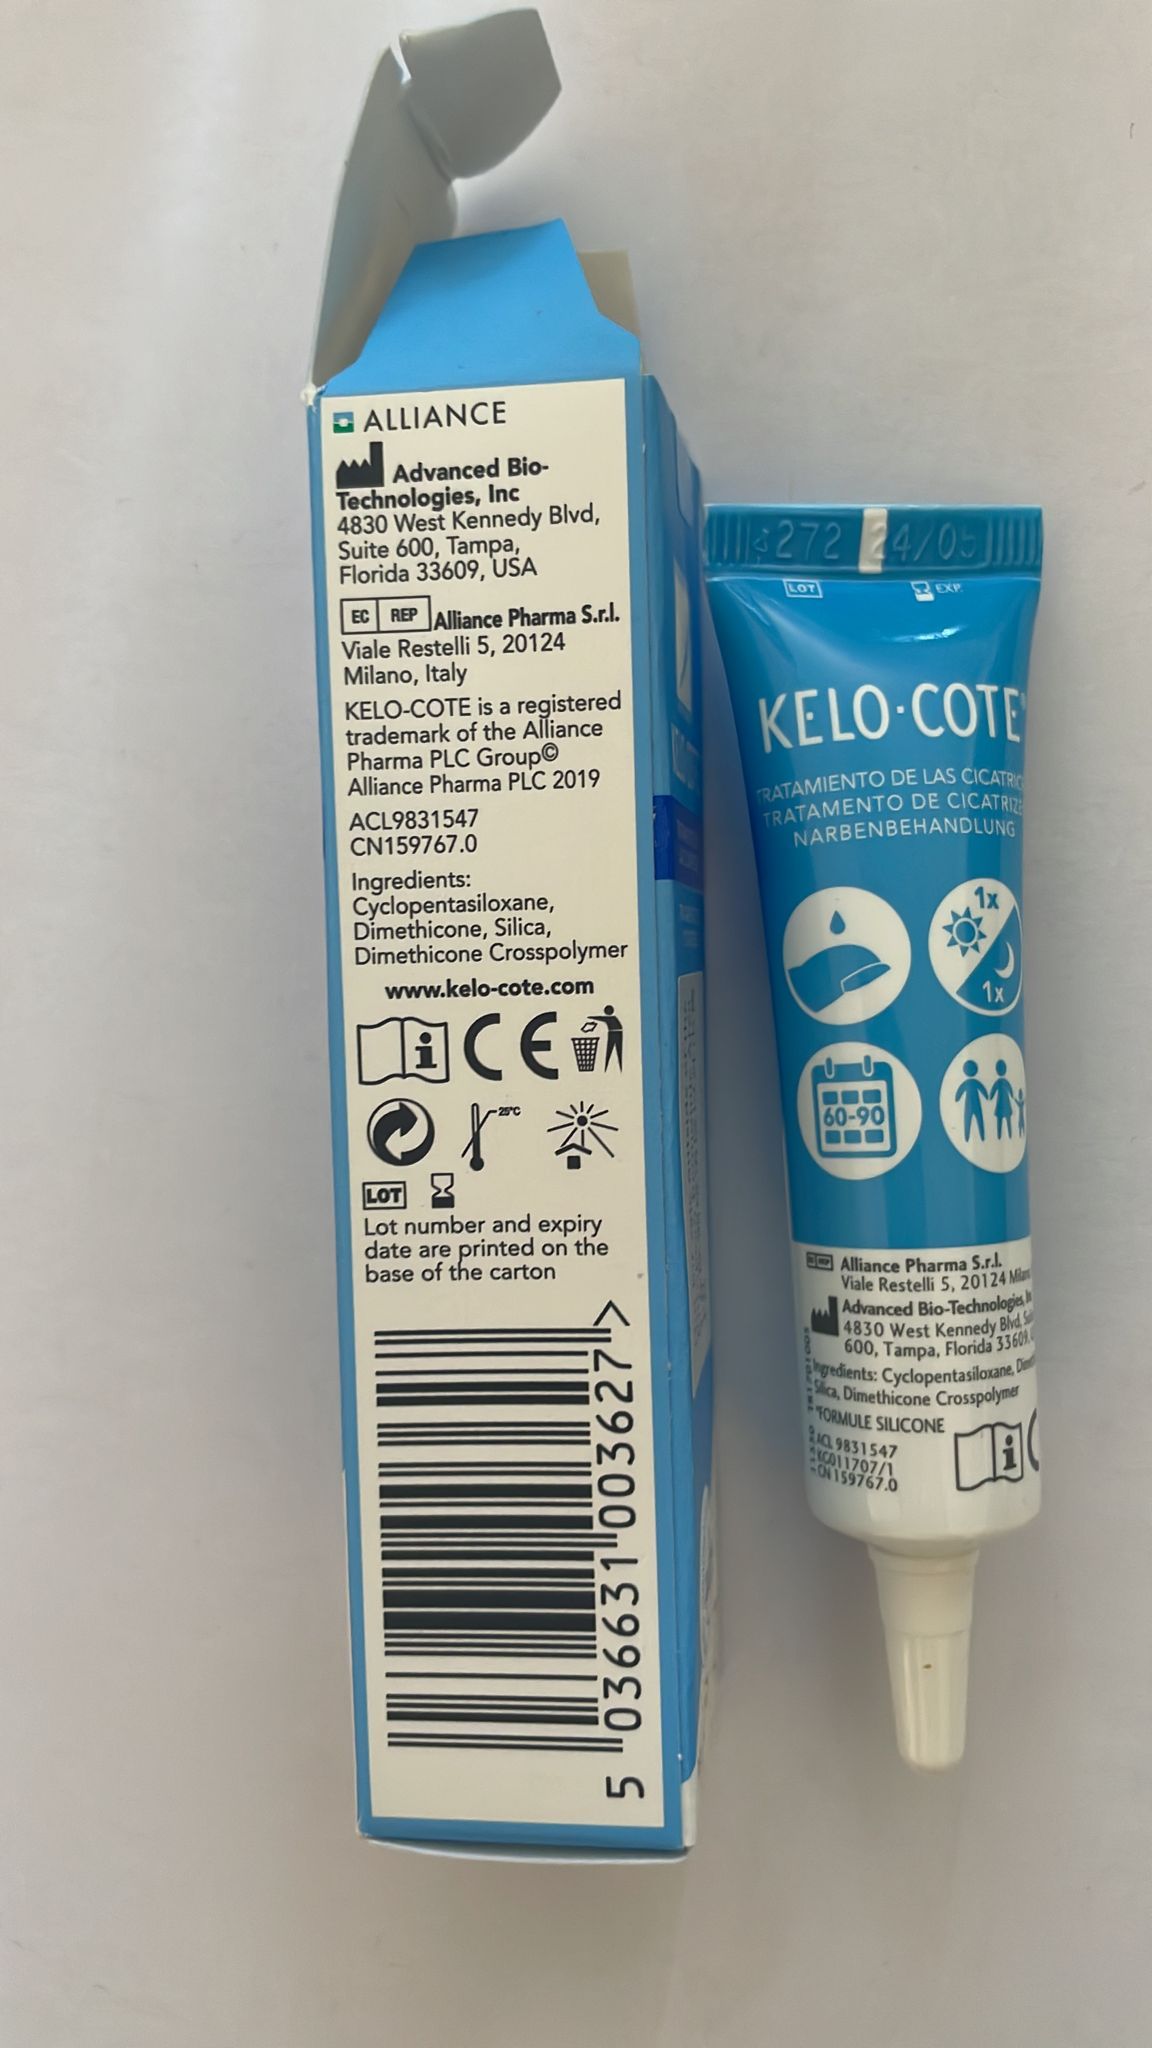 ALLIANCE
Advanced Bio-
Technologies, Inc
4830 West Kennedy Blvd,
Suite 600, Tampa,
Florida 33609, USA
EC REP Alliance Pharma S.r.l.
Viale Restelli 5, 20124
Milano, Italy
KELO-COTE is a registered
trademark of the Alliance
Pharma PLC Group©
Alliance Pharma PLC 2019
ACL9831547
CN159767.0
Ingredients:
Cyclopentasiloxane,
Dimethicone, Silica,
Dimethicone Crosspolymer
www.kelo-cote.com
i CE
25°C
LOT
Lot number and expiry
date are printed on the
base of the carton
5 036631 003627 >
272 24/05
LOT EXP.
KELO·COTE®
TRATAMIENTO DE LAS
TRATAMENTO DE
NARBENBEHANDLUNG
1x
1x
60-90
EC REP Alliance Pharma S.r.l.
Viale Restelli 5, 20124
Advanced Bio-Technologies,
4830 West Kennedy Blvd,
600, Tampa, Florida 33609,
Ingredients: Cyclopentasiloxane,
Silica, Dimethicone Crosspolymer
*FORMULE SILICONE
ACL 9831547
KG011707/1
CN159767.0
i